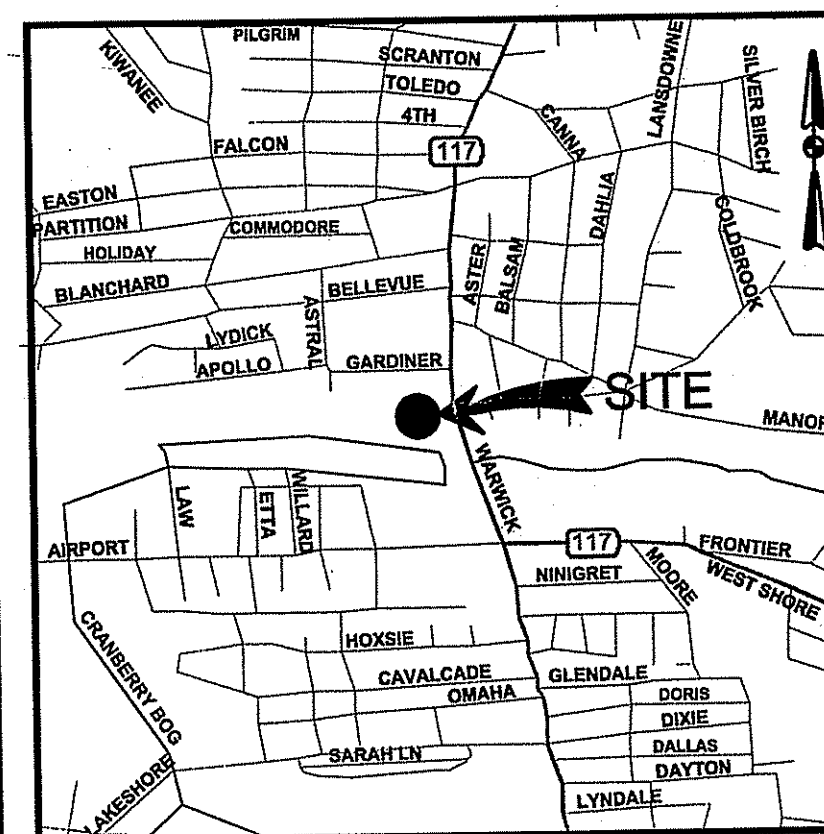 PILGRIM
KIWANEE
SCRANTON
TOLEDO
4TH
117
CANNA
LANSDOWNE
SILVER BIRCH
FALCON
EASTON
PARTITION
COMMODORE
HOLIDAY
BLANCHARD
BELLEVUE
ASTER
BALSAM
DAHLIA
COLDBROOK
LYDICK
ASTRAL
APOLLO
GARDINER
SITE
MANOR
WARWICK
LAW
ETTA
WILLARD
AIRPORT
117
FRONTIER
NINIGRET
MOORE
WEST SHORE
CRANBERRY BOG
HOXSIE
CAVALCADE
GLENDALE
OMAHA
DORIS
DIXIE
SARAH LN
DALLAS
DAYTON
LAKESHORE
LYNDALE